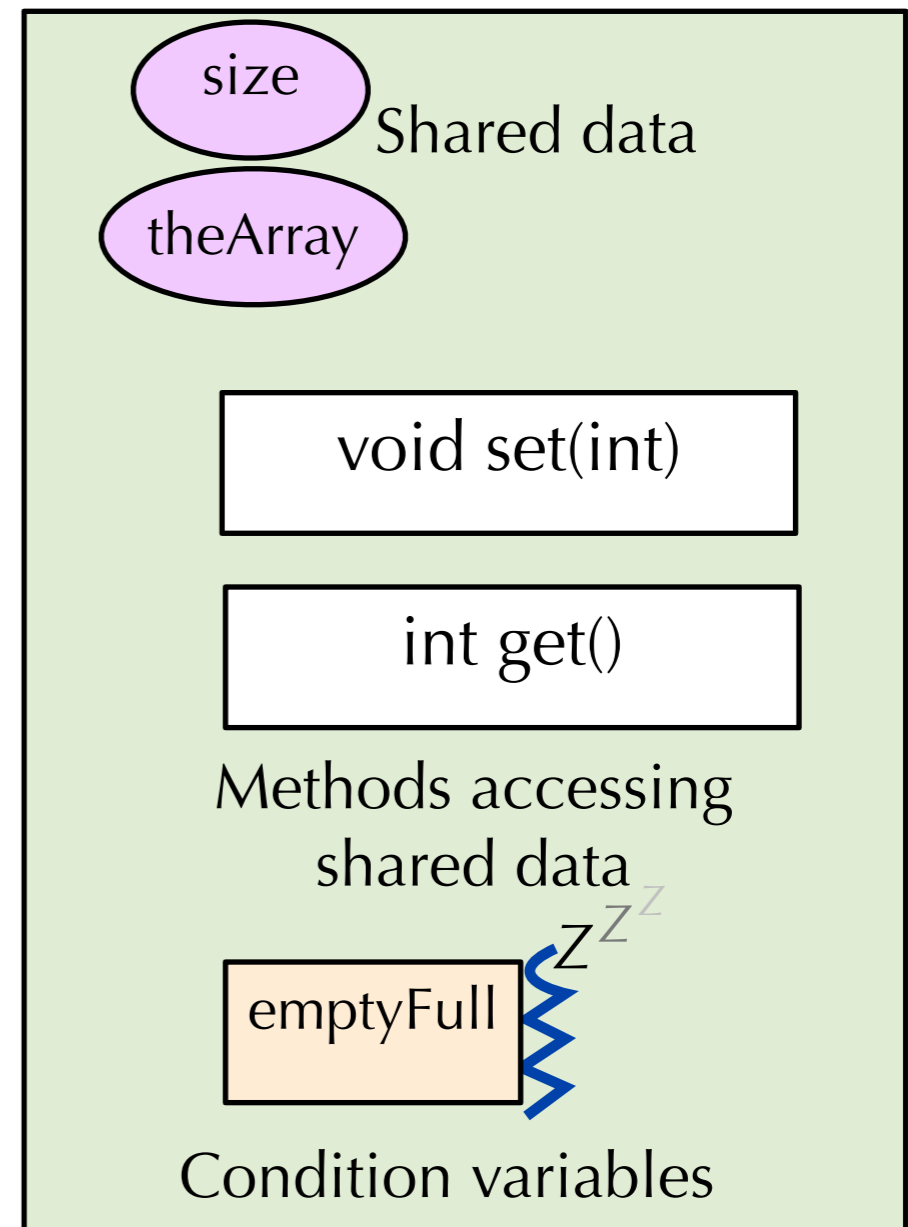 size
Shared data
theArray
void set(int)
int get()
Methods accessing
shared data
Z Z Z
emptyFull
Condition variables